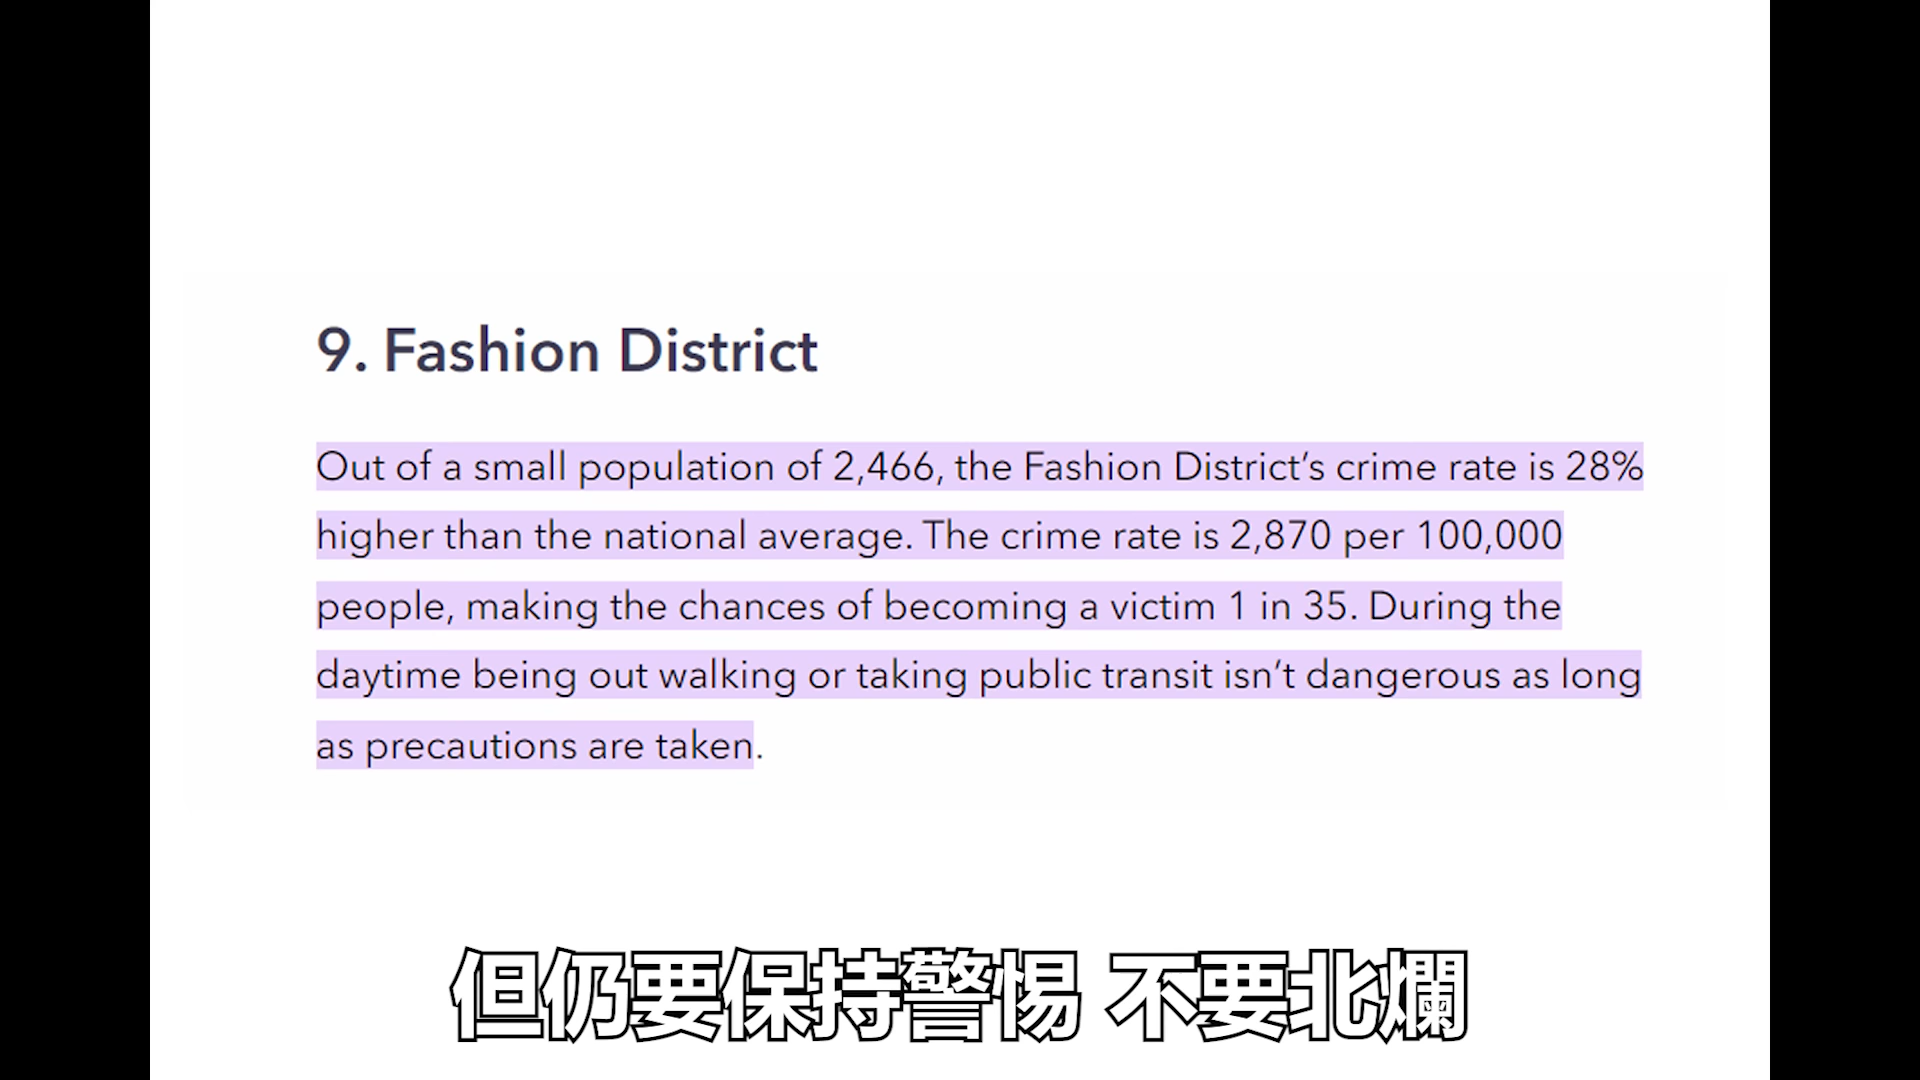 9. Fashion District
Out of a small population of 2,466, the Fashion District’s crime rate is 28%
higher than the national average. The crime rate is 2,870 per 100,000
people, making the chances of becoming a victim 1 in 35. During the
daytime being out walking or taking public transit isn’t dangerous as long
as precautions are taken.
但仍要保持警惕 不要北爛